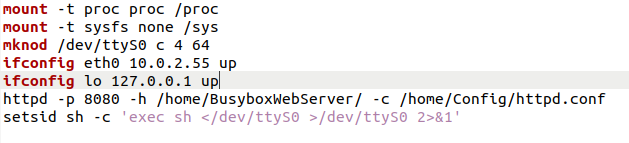 mount -t proc proc /proc
mount -t sysfs none /sys
mknod /dev/ttyS0 c 4 64
ifconfig eth0 10.0.2.55 up
ifconfig lo 127.0.0.1 up
httpd -p 8080 -h /home/BusyboxWebServer/ -c /home/Config/httpd.conf
setsid sh -c 'exec sh </dev/ttyS0 >/dev/ttyS0 2>&1'